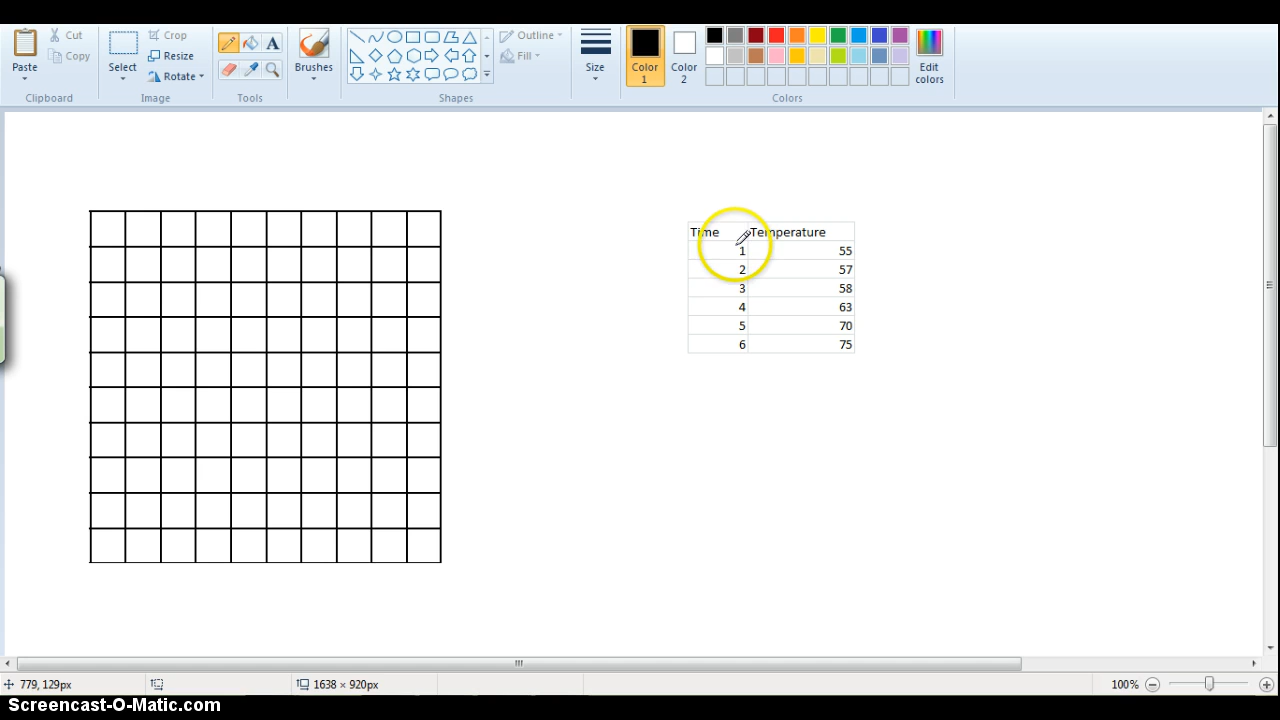 Paste
Cut
Copy
Clipboard
Select
Crop
Resize
Rotate
Image
A
Tools
Brushes
Shapes
Outline
Fill
Size
Color
1
Color
2
Edit
colors
Colors
Time Temperature
1 55
2 57
3 58
4 63
5 70
6 75
779, 129px
1638 × 920px
100%
Screencast-O-Matic.com